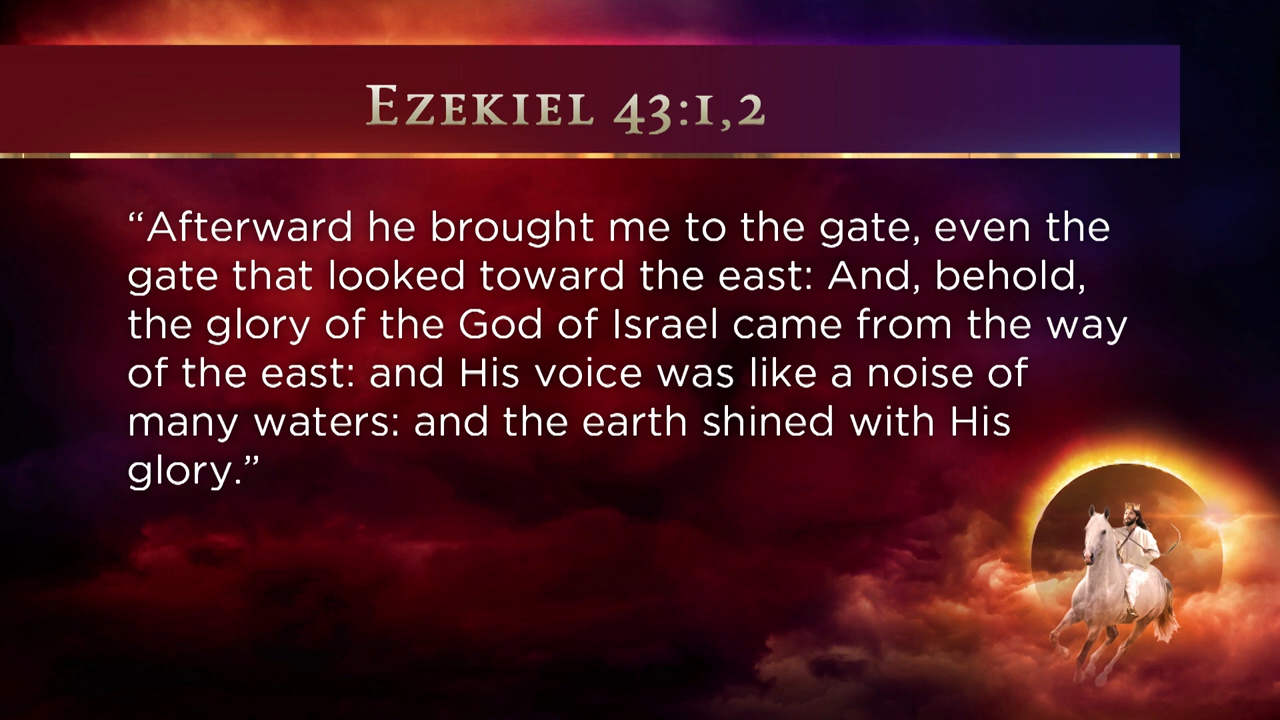 Ezekiel 43:1,2
“Afterward he brought me to the gate, even the
gate that looked toward the east: And, behold,
the glory of the God of Israel came from the way
of the east: and His voice was like a noise of
many waters: and the earth shined with His
glory.”